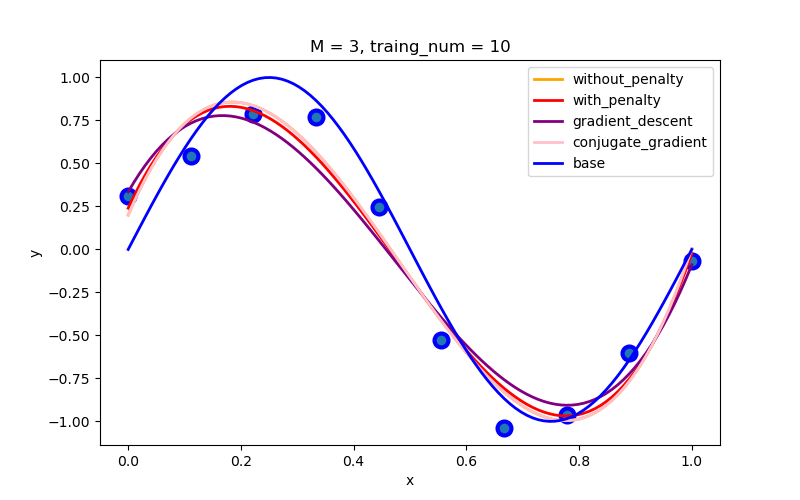 M = 3, traing_num = 10
without_penalty
with_penalty
gradient_descent
conjugate_gradient
base
y
1.00
0.75
0.50
0.25
0.00
−0.25
−0.50
−0.75
−1.00
0.0 0.2 0.4 0.6 0.8 1.0
x